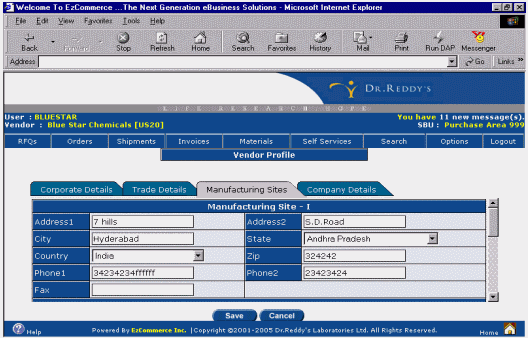 Welcome To EzCommerce ...The Next Generation eBusiness Solutions - Microsoft Internet Explorer
File Edit View Favorites Tools Help
Back Forward Stop Refresh Home Search Favorites History Mail Print Run DAP Messenger
Address Go Links »
DR.REDDY'S
LIFE RESEARCH HOPE
User : BLUESTAR You have 11 new message(s).
Vendor : Blue Star Chemicals [US20] SBU : Purchase Area 999
RFQs Orders Shipments Invoices Materials Self Services Search Options Logout
Vendor Profile
Corporate Details Trade Details Manufacturing Sites Company Details
Manufacturing Site - I
Address1 7 hills Address2 S.D.Road
City Hyderabad State Andhra Pradesh
Country India Zip 324242
Phone1 34234234ffffff Phone2 23423424
Fax
Save Cancel
Help Powered By EzCommerce Inc. |Copyright ©2001-2005 Dr.Reddy's Laboratories Ltd. All Rights Reserved. Home